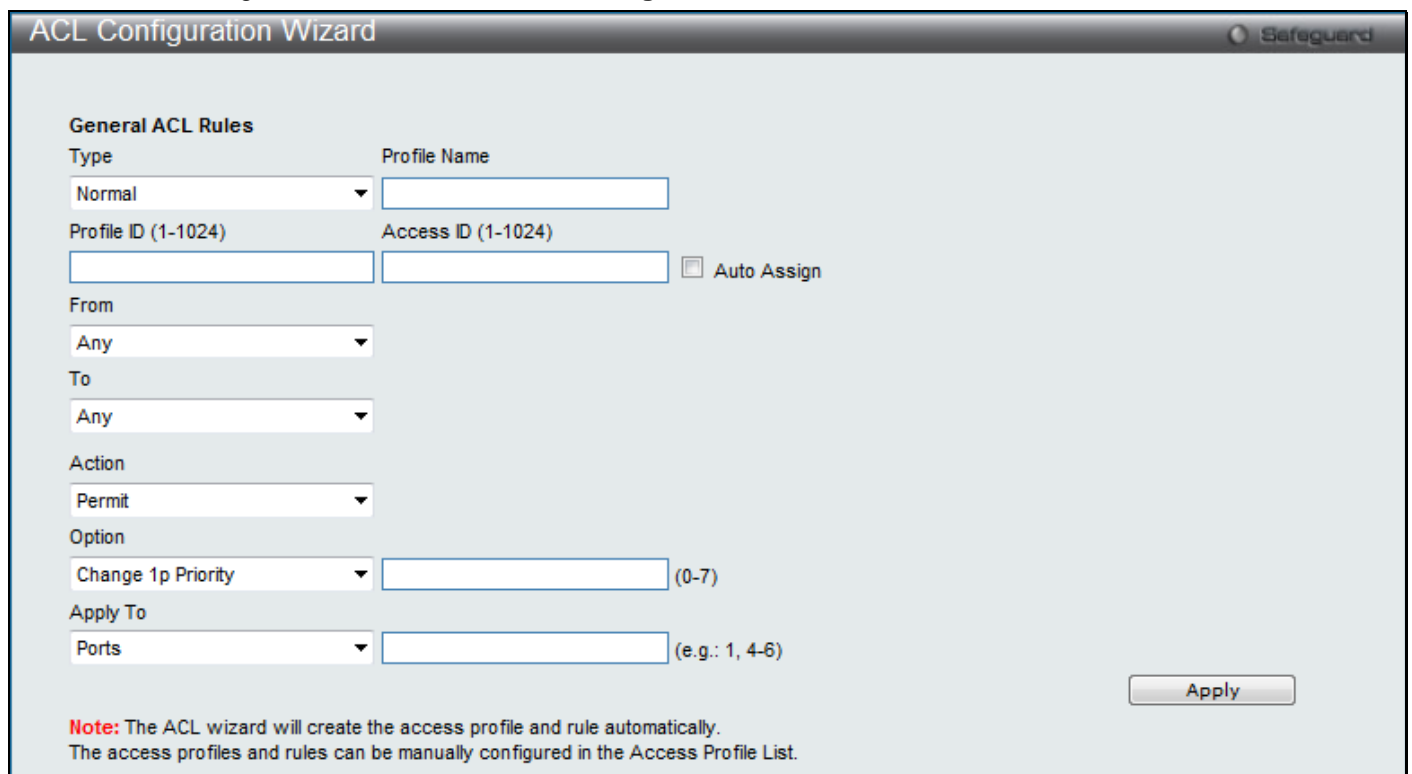 ACL Configuration Wizard
Safeguard
General ACL Rules
Type Profile Name
Normal
Profile ID (1-1024) Access ID (1-1024)
Auto Assign
From
Any
To
Any
Action
Permit
Option
Change 1p Priority (0-7)
Apply To
Ports (e.g.: 1, 4-6)
Apply
Note: The ACL wizard will create the access profile and rule automatically.
The access profiles and rules can be manually configured in the Access Profile List.